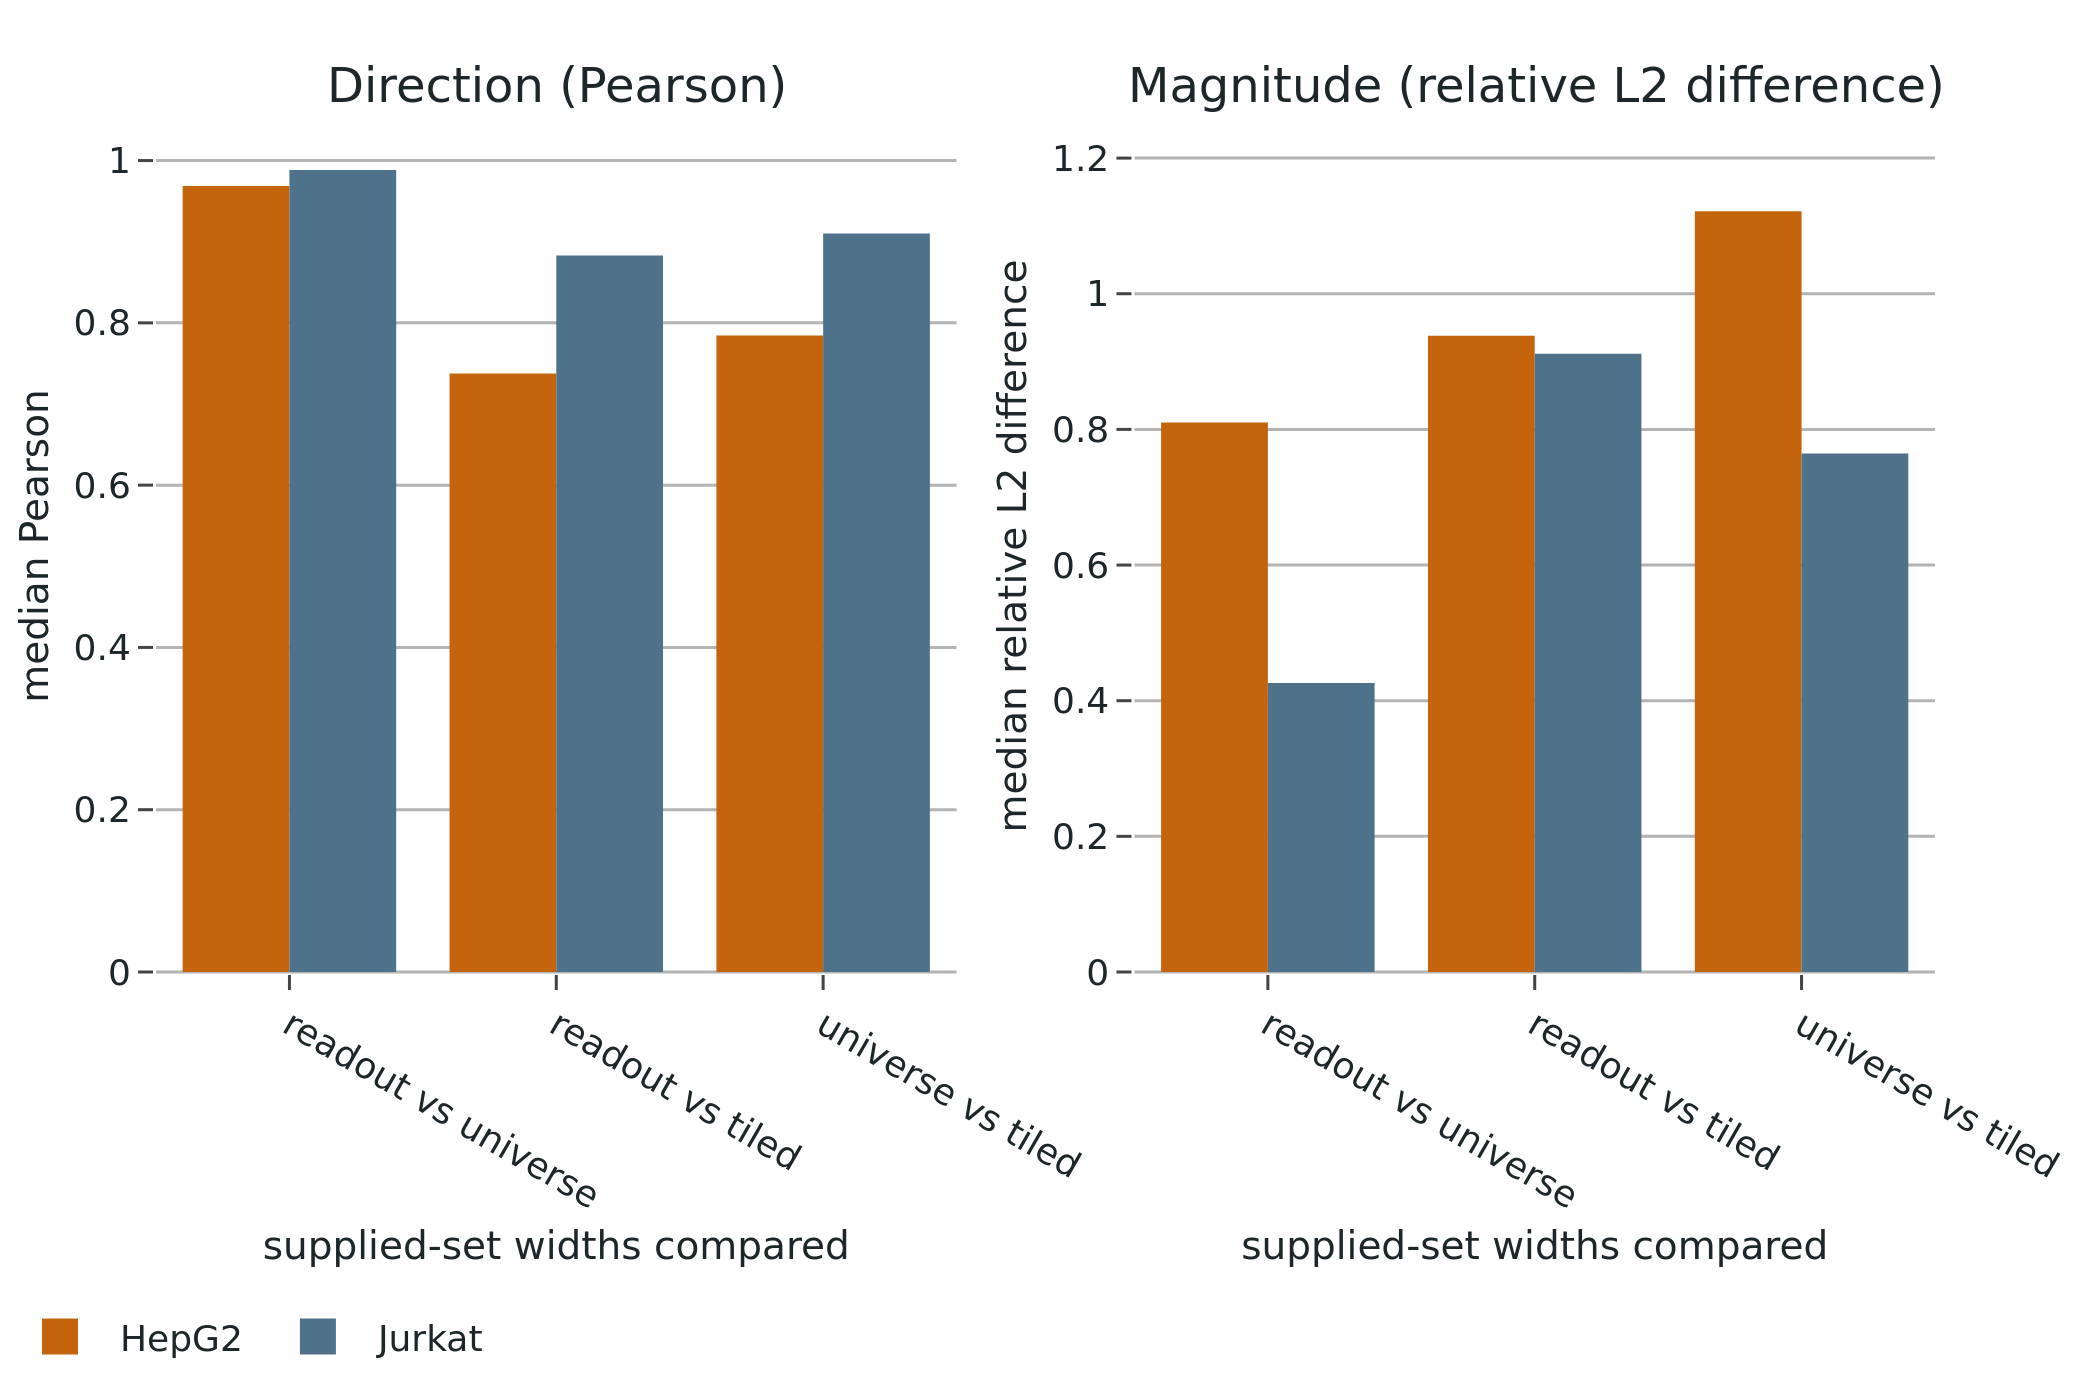 Direction (Pearson)
median Pearson
1
0.8
0.6
0.4
0.2
0
readout vs universe
readout vs tiled
universe vs tiled
supplied-set widths compared
Magnitude (relative L2 difference)
median relative L2 difference
1.2
1
0.8
0.6
0.4
0.2
0
readout vs universe
readout vs tiled
universe vs tiled
supplied-set widths compared
HepG2
Jurkat